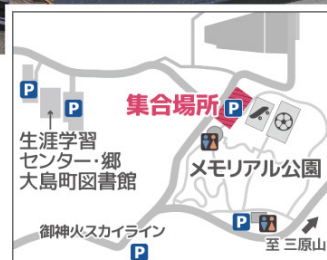 P
P
集合場所
P
生涯学習
センター・郷
大島町図書館
メモリアル公園
P
御神火スカイライン
P
至 三原山